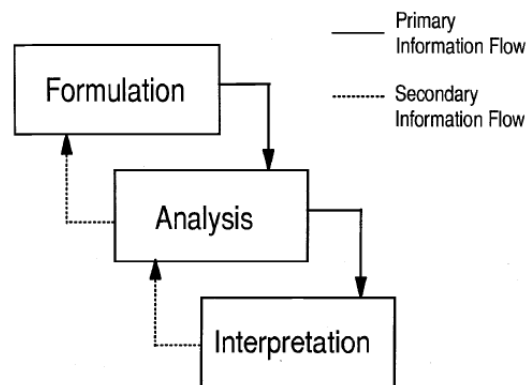 Primary
Information Flow
Formulation
Secondary
Information Flow
Analysis
Interpretation